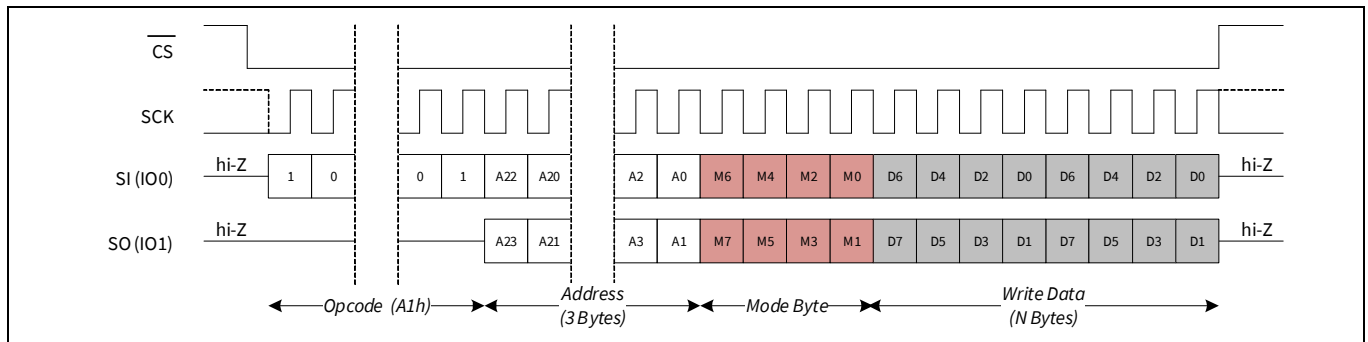 CS
SCK
hi-Z
SI (IO0) 1 0 0 1 A22 A20 A2 A0 M6 M4 M2 M0 D6 D4 D2 D0 D6 D4 D2 D0 hi-Z
hi-Z
SO (IO1) A23 A21 A3 A1 M7 M5 M3 M1 D7 D5 D3 D1 D7 D5 D3 D1 hi-Z
Opcode (A1h) Address Mode Byte Write Data
(3 Bytes) (N Bytes)